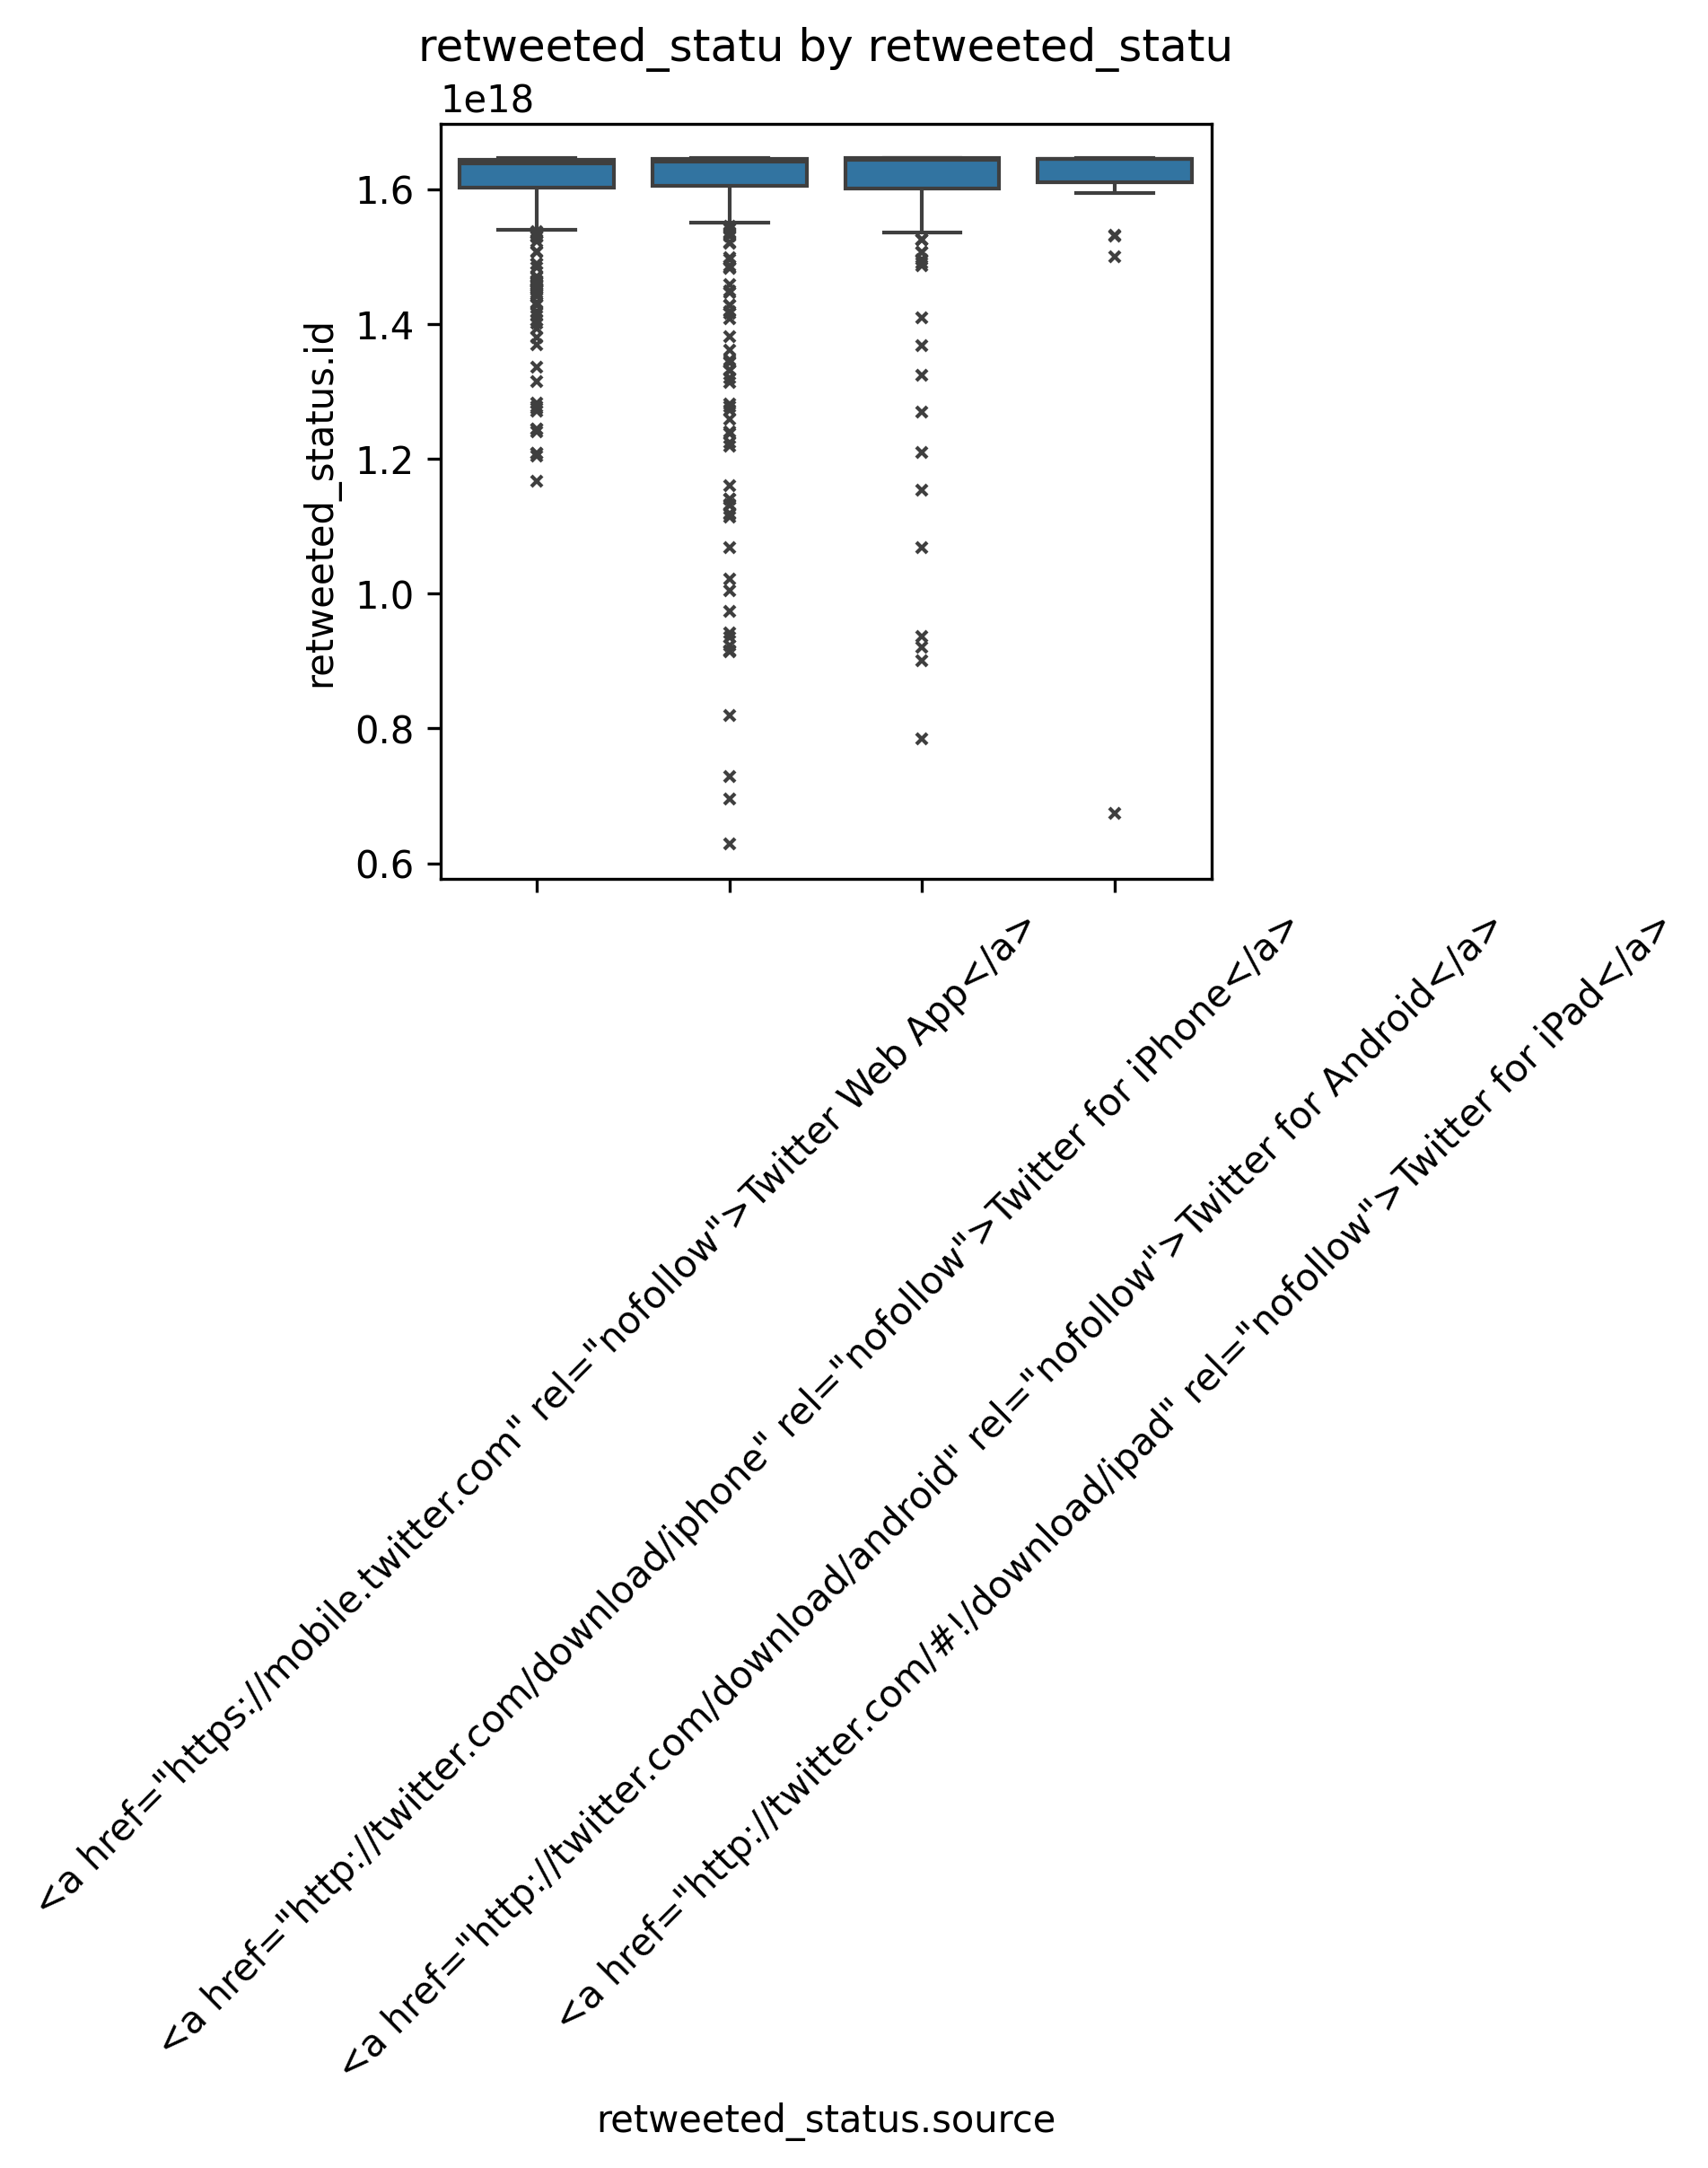 retweeted_statu by retweeted_statu
1e18
1.6
1.4
1.2
1.0
0.8
0.6
retweeted_status.id
<a href="https://mobile.twitter.com" rel="nofollow">Twitter Web App</a>
<a href="http://twitter.com/download/iphone" rel="nofollow">Twitter for iPhone</a>
<a href="http://twitter.com/download/android" rel="nofollow">Twitter for Android</a>
<a href="http://twitter.com/#!/download/ipad" rel="nofollow">Twitter for iPad</a>
retweeted_status.source